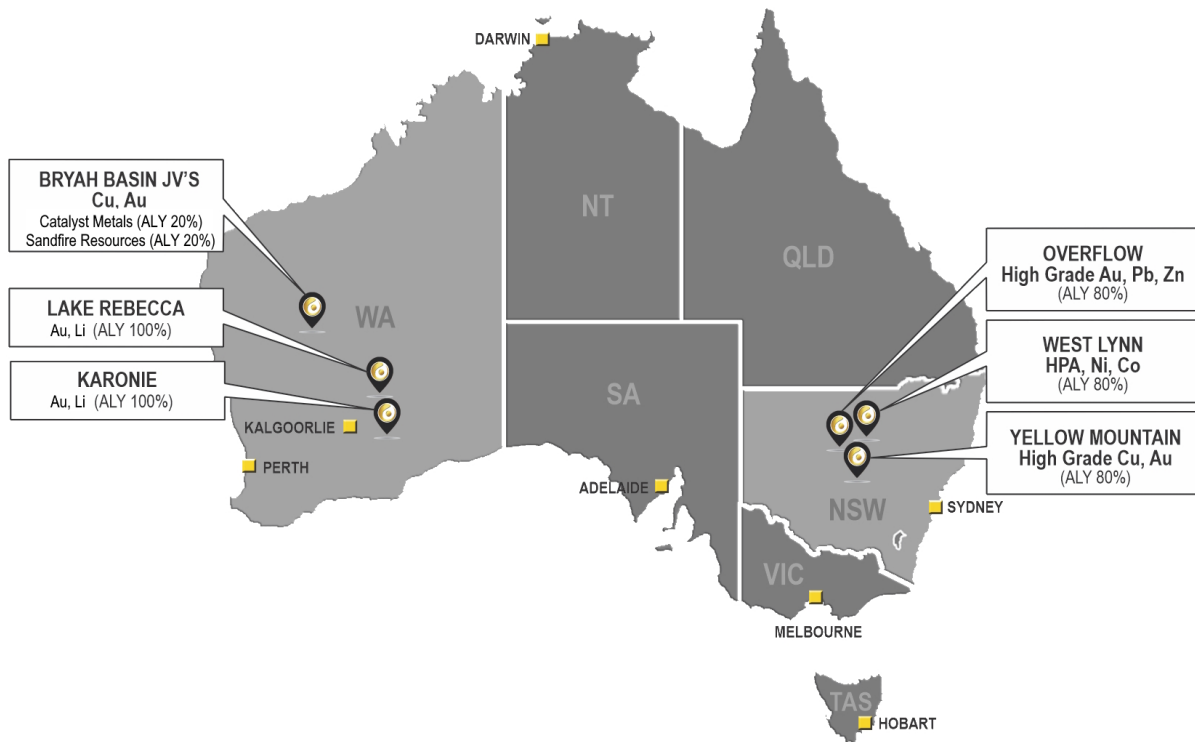 DARWIN
BRYAH BASIN JV'S
Cu, Au
Catalyst Metals (ALY 20%)
Sandfire Resources (ALY 20%)
LAKE REBECCA
Au, Li (ALY 100%)
KARONIE
Au, Li (ALY 100%)
KALGOORLIE
PERTH
WA
NT
QLD
SA
ADELAIDE
OVERFLOW
High Grade Au, Pb, Zn
(ALY 80%)
WEST LYNN
HPA, Ni, Co
(ALY 80%)
YELLOW MOUNTAIN
High Grade Cu, Au
(ALY 80%)
NSW
SYDNEY
VIC
MELBOURNE
TAS
HOBART